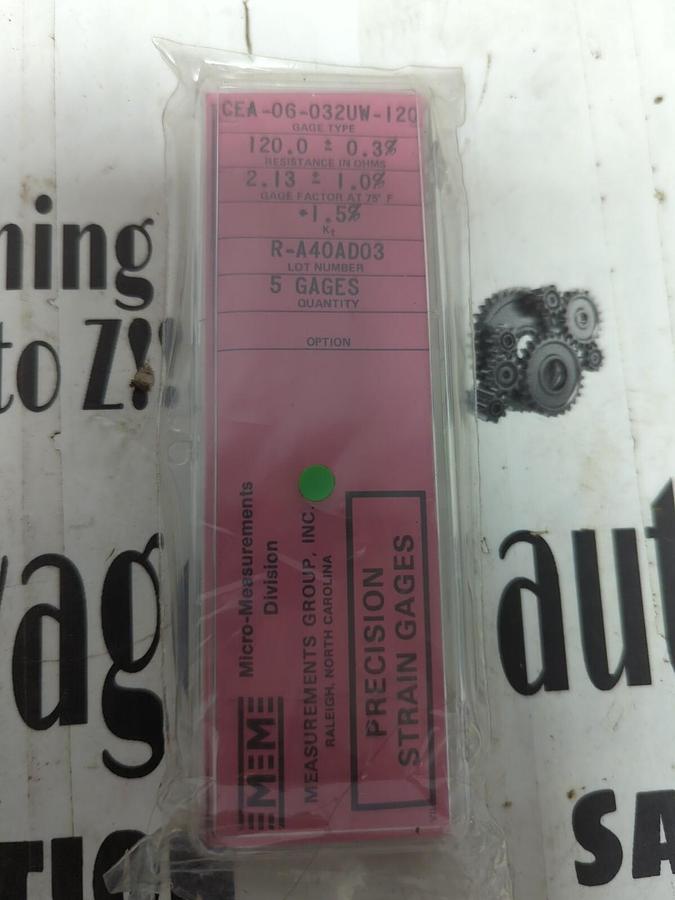 CEA-06-032UW-120
GAGE TYPE
120.0 ± 0.3%
RESISTANCE IN OHMS
2.13 ± 1.0%
GAGE FACTOR AT 75° F
+1.5%
Kt
R-A40AD03
LOT NUMBER
5 GAGES
QUANTITY
OPTION
Micro-Measurements
Division
MEASUREMENTS GROUP, INC.
RALEIGH, NORTH CAROLINA
PRECISION
STRAIN GAGES
MM
ning
to Z!!
vag
aut
TION
SA